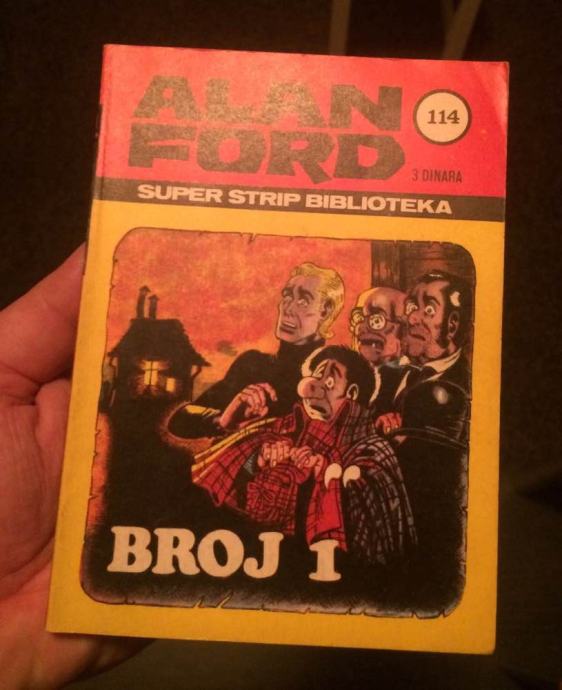 ALAN
FORD
114
3 DINARA
SUPER STRIP BIBLIOTEKA
BROJ 1